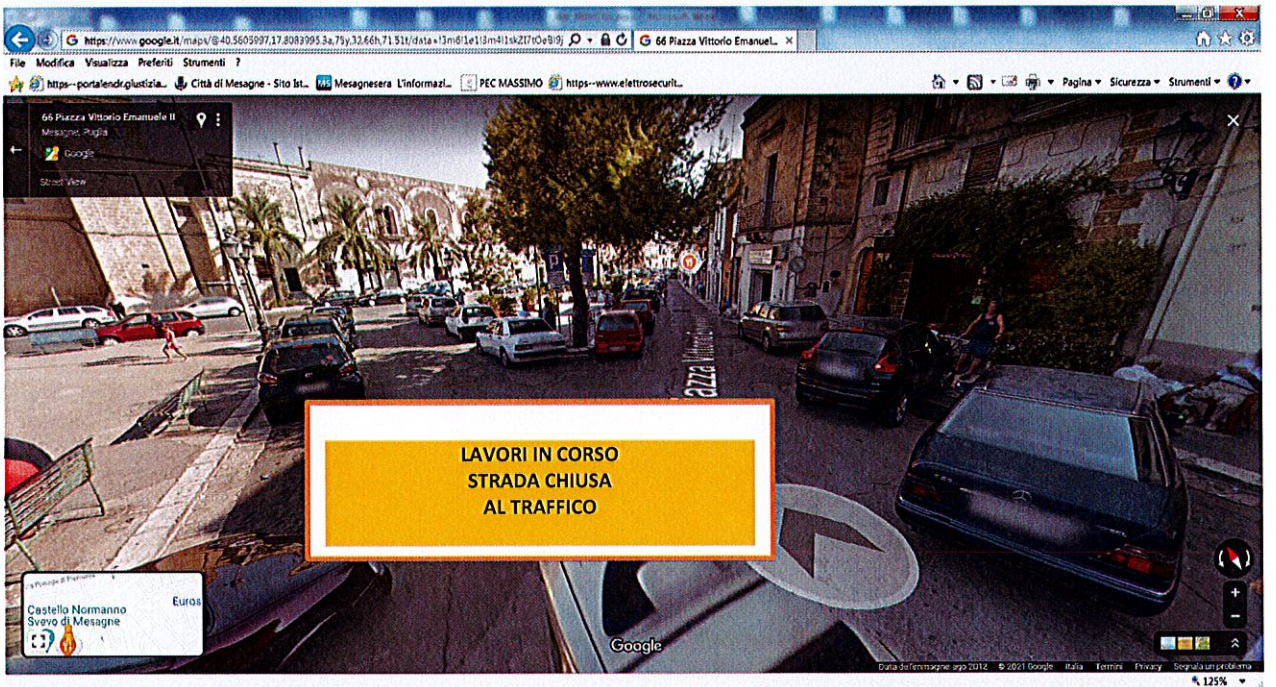 https://www.google.it/maps/@40.5605997,17.8083995,3a,75y,32.66h,71.51t/data=!3m6!1e1!3m4!1
G 66 Piazza Vittorio Emanuel...
File Modifica Visualizza Preferiti Strumenti ?
https--portalendr.giustizia... Città di Mesagne - Sito Ist... MS Mesagnesera L'informazi... PEC MASSIMO https--www.elettrosecurit...
Pagina Sicurezza Strumenti
66 Piazza Vittorio Emanuele II
Mesagne, Puglia
Google
Street View
P
azza Vittorio
LAVORI IN CORSO
STRADA CHIUSA
AL TRAFFICO
Castello Normanno
Svevo di Mesagne
Euros
Google
Data dell'immagine: ago 2012 © 2021 Google Italia Termini Privacy Segnala un problema
125%